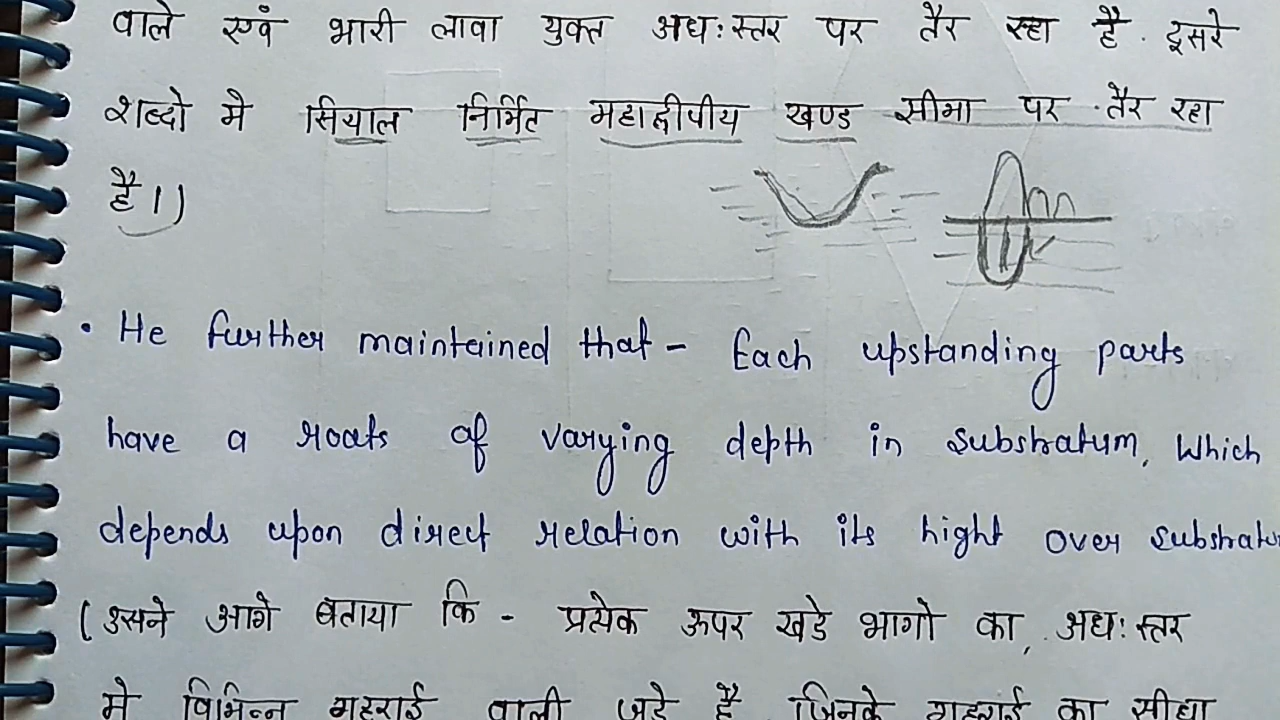 वाले एवं भारी लावा युक्त अधःस्तर पर तैर रहा है. दुसरे
शब्दो मे सियाल निर्मित महाद्वीपीय खण्ड सीमा पर तैर रहा
है।)
• He further maintained that - Each upstanding parts
have a roots of varying depth in substratum, which
depends upon direct relation with its hight over substratu
(उसने आगे बताया कि - प्रत्येक ऊपर खडे भागो का, अधः स्तर
मे विभिन्न गहराई वाली जडे है जिनके गहराई का सीधा